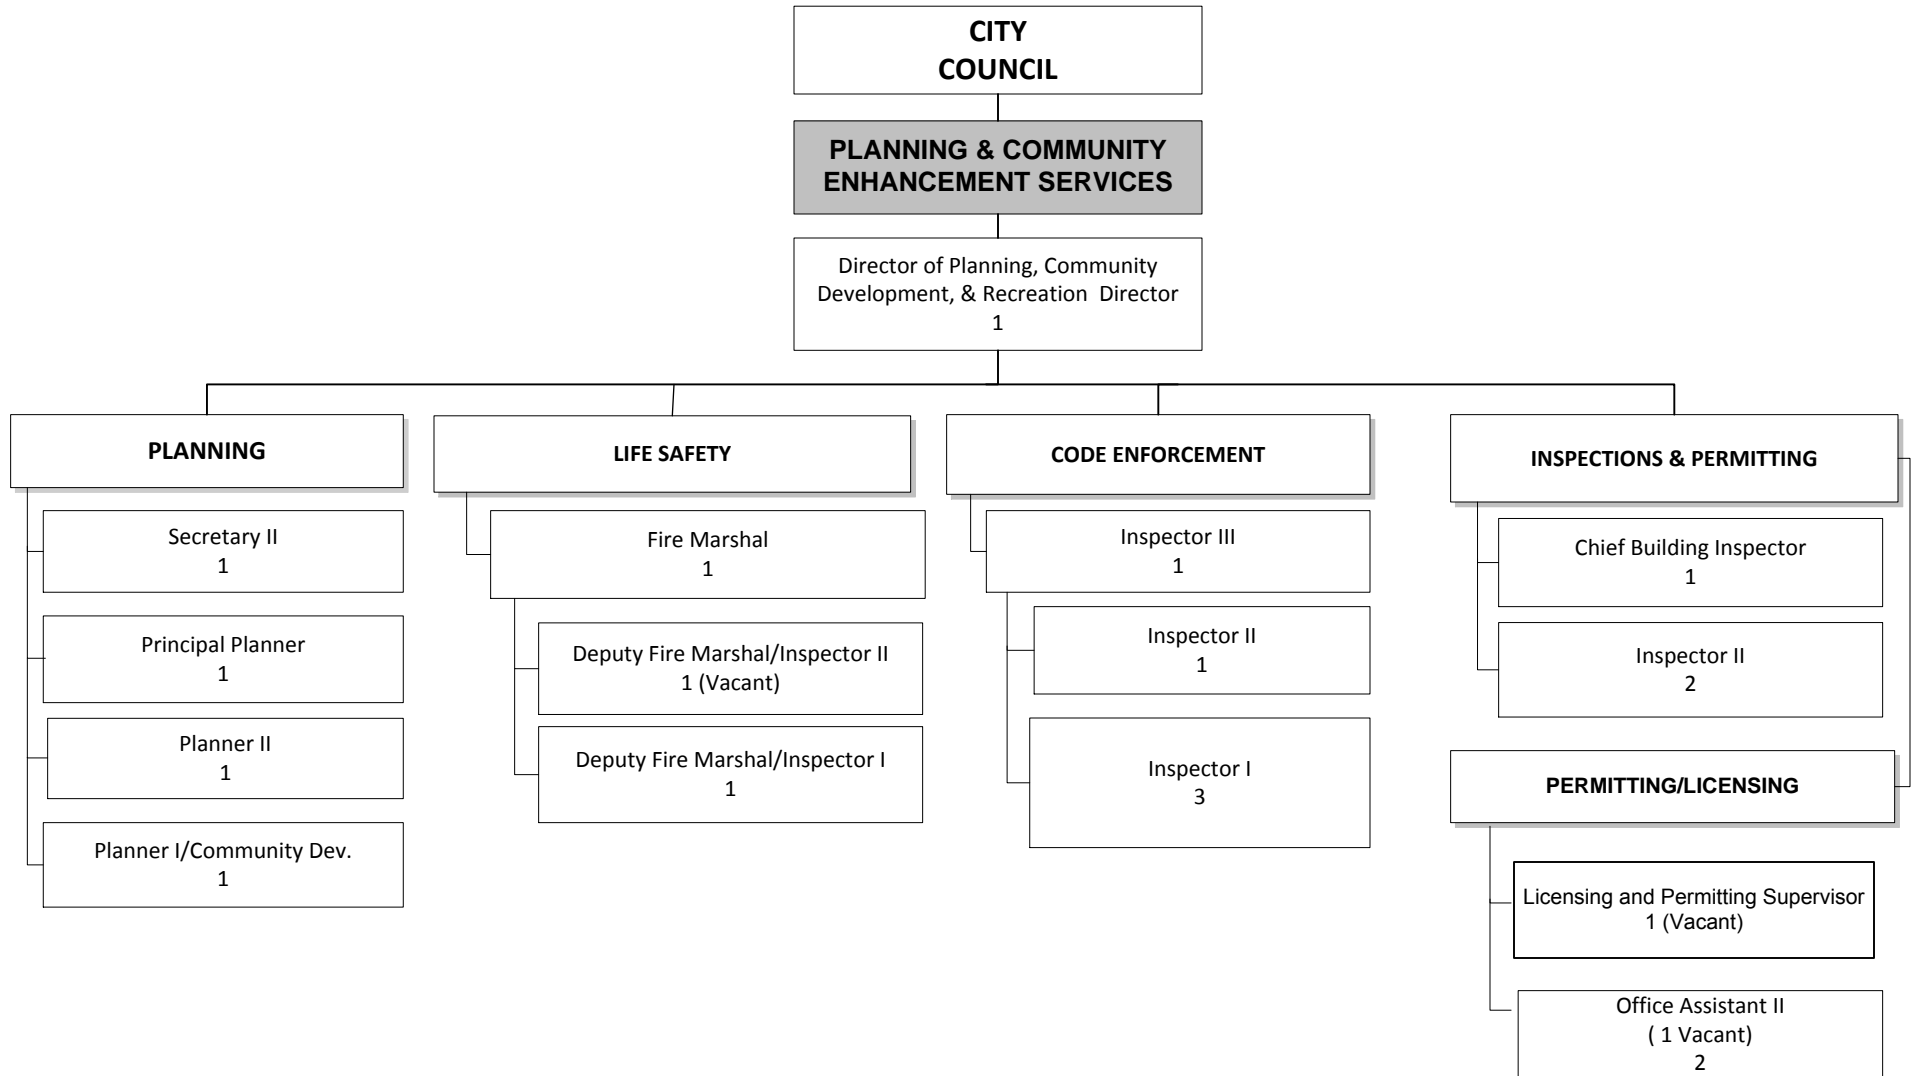 CITY
COUNCIL
PLANNING & COMMUNITY
ENHANCEMENT SERVICES
Director of Planning, Community
Development, & Recreation  Director
1
PLANNING
Secretary II
1
Principal Planner
1
Planner II
1
Planner I/Community Dev.
1
LIFE SAFETY
Fire Marshal
1
Deputy Fire Marshal/Inspector II
1 (Vacant)
Deputy Fire Marshal/Inspector I
1
CODE ENFORCEMENT
Inspector III
1
Inspector II
1
Inspector I
3
INSPECTIONS & PERMITTING
Chief Building Inspector
1
Inspector II
2
PERMITTING/LICENSING
Licensing and Permitting Supervisor
1 (Vacant)
Office Assistant II
( 1 Vacant)
2